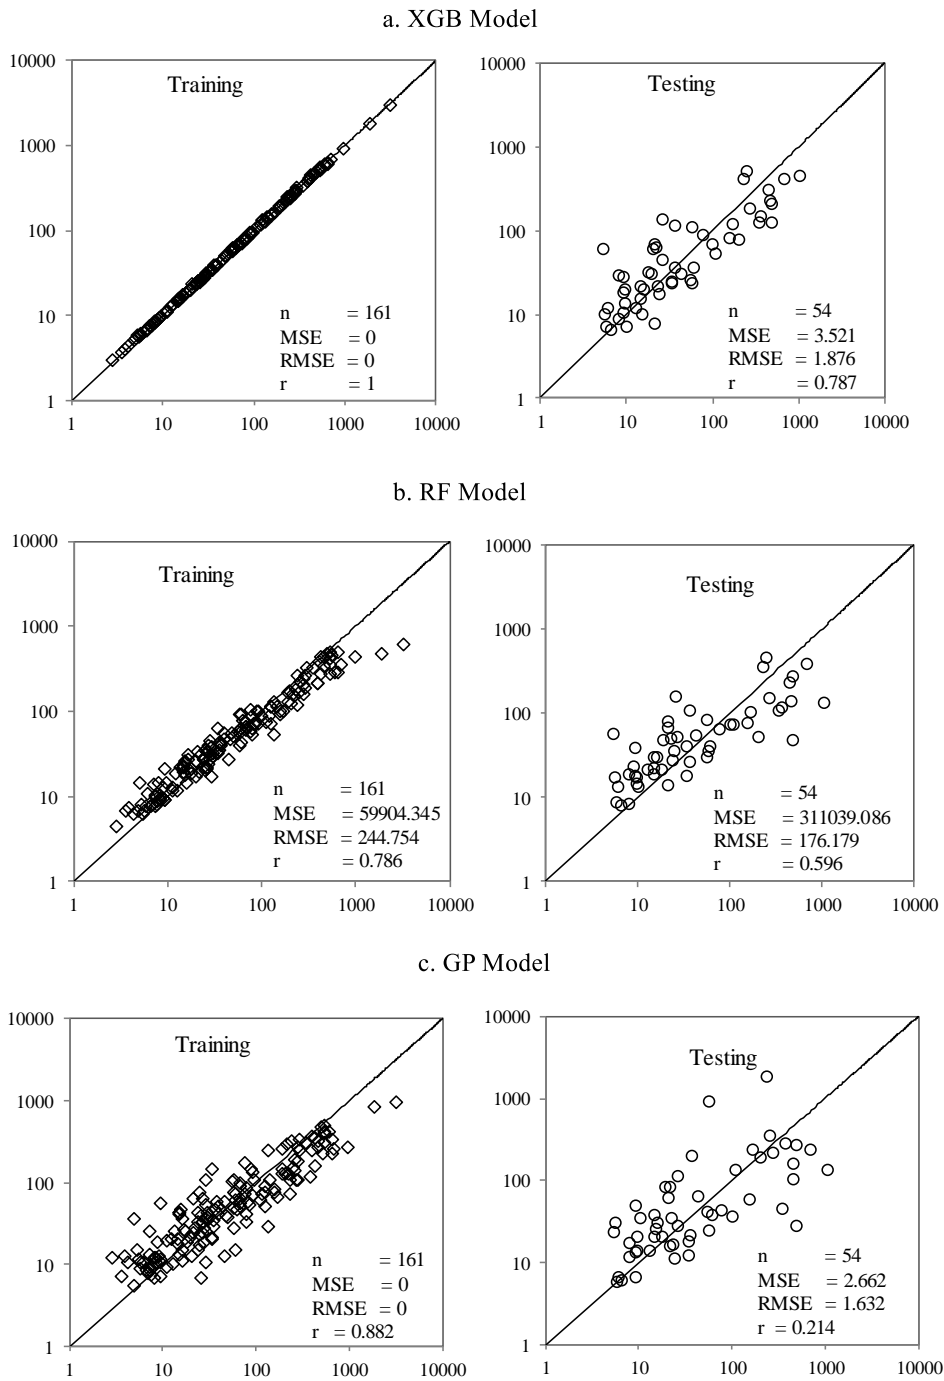 a. XGB Model
Training
10000
1000
100
10
1
n = 161
MSE = 0
RMSE = 0
r = 1
1 10 100 1000 10000
Testing
10000
1000
100
10
1
n = 54
MSE = 3.521
RMSE = 1.876
r = 0.787
1 10 100 1000 10000
b. RF Model
Training
10000
1000
100
10
1
n = 161
MSE = 59904.345
RMSE = 244.754
r = 0.786
1 10 100 1000 10000
Testing
10000
1000
100
10
1
n = 54
MSE = 311039.086
RMSE = 176.179
r = 0.596
1 10 100 1000 10000
c. GP Model
Training
10000
1000
100
10
1
n = 161
MSE = 0
RMSE = 0
r = 0.882
1 10 100 1000 10000
Testing
10000
1000
100
10
1
n = 54
MSE = 2.662
RMSE = 1.632
r = 0.214
1 10 100 1000 10000